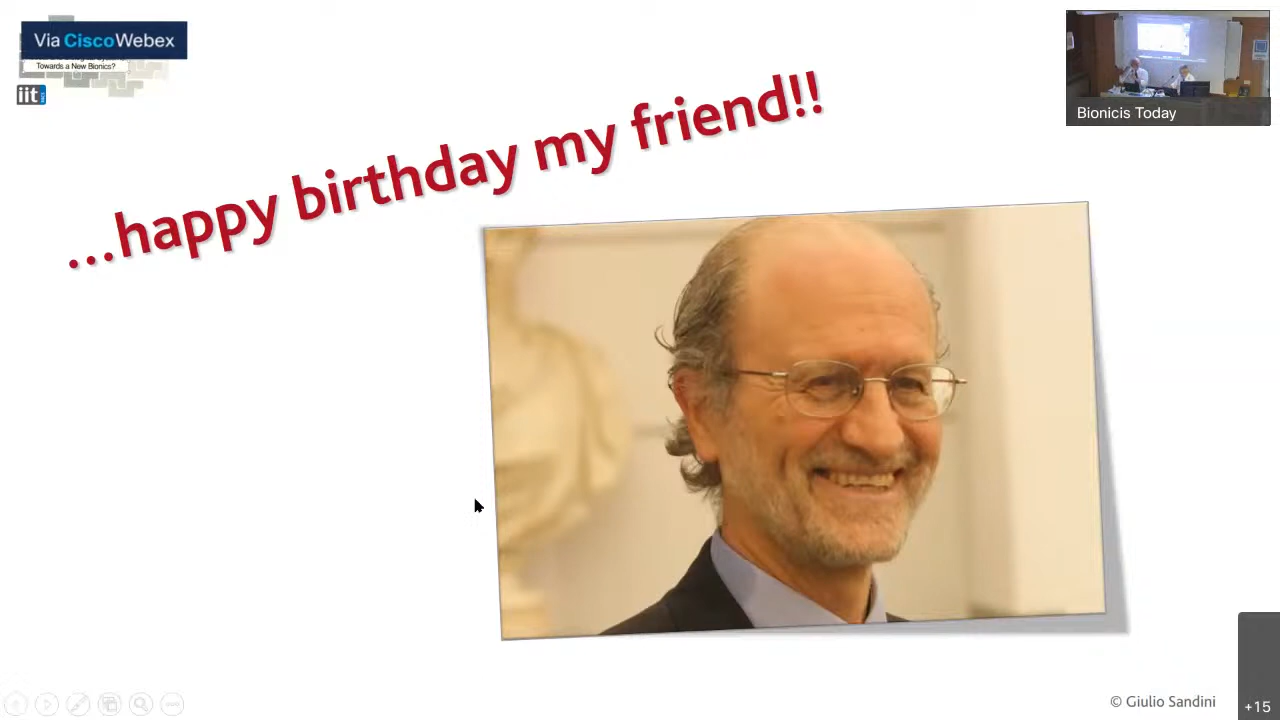 Via CiscoWebex
Towards a New Bionics?
iit
Bionicis Today
...happy birthday my friend!!
© Giulio Sandini
+15